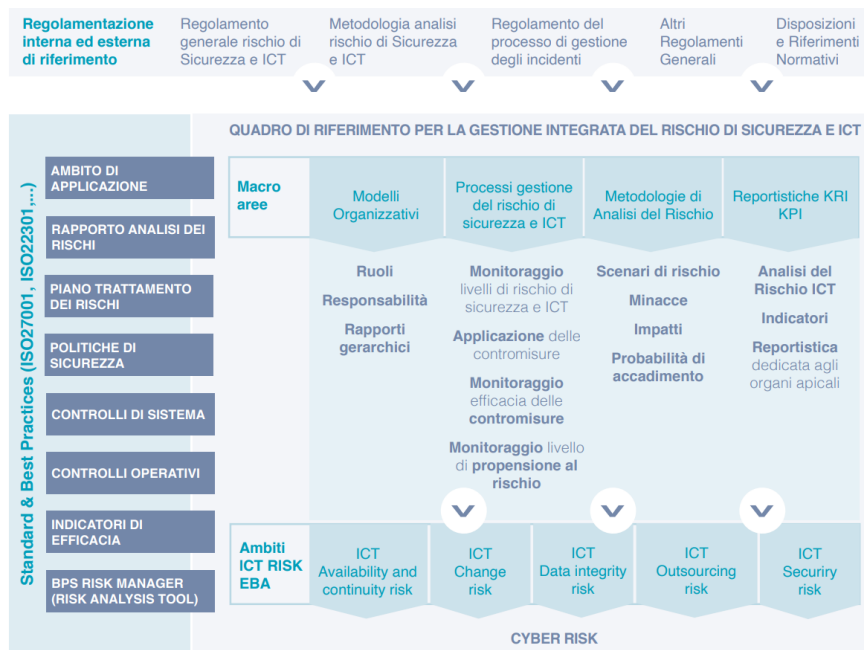 Regolamentazione
interna ed esterna
di riferimento
Regolamento
generale rischio di
Sicurezza e ICT
Metodologia analisi
rischio di Sicurezza
e ICT
Regolamento del
processo di gestione
degli incidenti
Altri
Regolamenti
Generali
Disposizioni
e Riferimenti
Normativi
Standard & Best Practices (ISO27001, ISO22301,...)
AMBITO DI
APPLICAZIONE
RAPPORTO ANALISI DEI
RISCHI
PIANO TRATTAMENTO
DEI RISCHI
POLITICHE DI
SICUREZZA
CONTROLLI DI SISTEMA
CONTROLLI OPERATIVI
INDICATORI DI
EFFICACIA
BPS RISK MANAGER
(RISK ANALYSIS TOOL)
QUADRO DI RIFERIMENTO PER LA GESTIONE INTEGRATA DEL RISCHIO DI SICUREZZA E ICT
Macro
aree
Modelli
Organizzativi
Processi gestione
del rischio di
sicurezza e ICT
Metodologie di
Analisi del Rischio
Reportistiche KRI
KPI
Ruoli
Responsabilità
Rapporti
gerarchici
Monitoraggio
livelli di rischio di
sicurezza e ICT
Applicazione delle
contromisure
Monitoraggio
efficacia delle
contromisure
Monitoraggio livello
di propensione al
rischio
Scenari di rischio
Minacce
Impatti
Probabilità di
accadimento
Analisi del
Rischio ICT
Indicatori
Reportistica
dedicata agli
organi apicali
Ambiti
ICT RISK
EBA
ICT
Availability and
continuity risk
ICT
Change
risk
ICT
Data integrity
risk
ICT
Outsourcing
risk
ICT
Securiry
risk
CYBER RISK